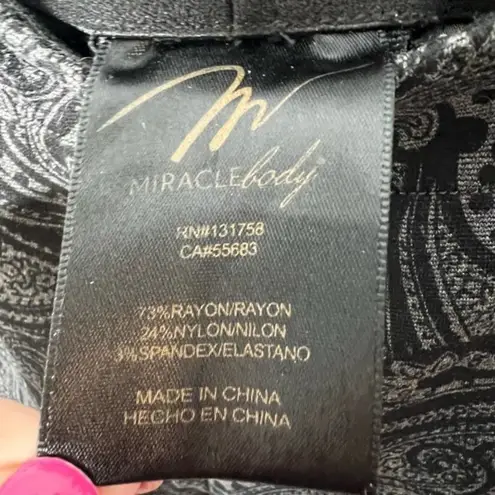 MIRACLEbody
RN#131758
CA#55683
73%RAYON/RAYON
24%NYLON/NILON
3%SPANDEX/ELASTANO
MADE IN CHINA
HECHO EN CHINA